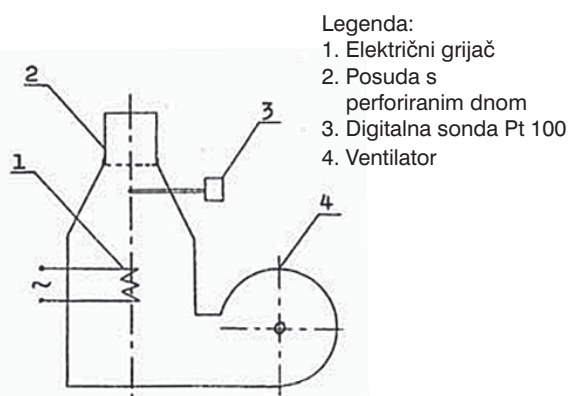 Legenda:
1. Električni grijač
2. Posuda s
perforiranim dnom
3. Digitalna sonda Pt 100
4. Ventilator
2
3
1
4
~